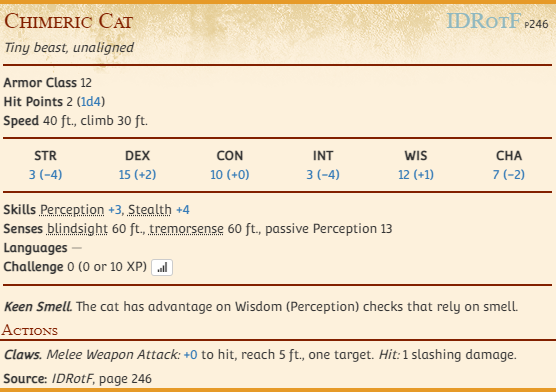 Chimeric Cat IDRotF p246
Tiny beast, unaligned
Armor Class 12
Hit Points 2 (1d4)
Speed 40 ft., climb 30 ft.
STR DEX CON INT WIS CHA
3 (−4) 15 (+2) 10 (+0) 3 (−4) 12 (+1) 7 (−2)
Skills Perception +3, Stealth +4
Senses blindsight 60 ft., tremorsense 60 ft., passive Perception 13
Languages —
Challenge 0 (0 or 10 XP)
Keen Smell. The cat has advantage on Wisdom (Perception) checks that rely on smell.
Actions
Claws. Melee Weapon Attack: +0 to hit, reach 5 ft., one target. Hit: 1 slashing damage.
Source: IDRotF, page 246